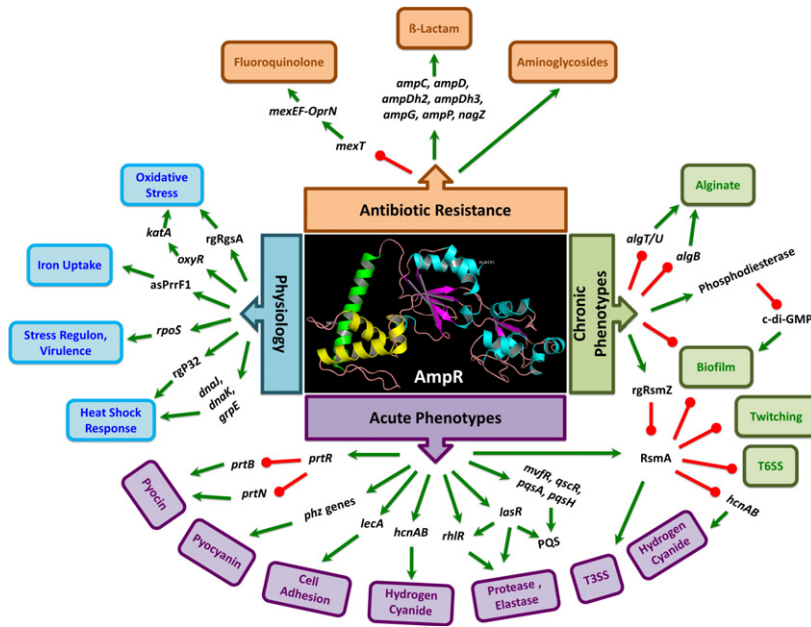 ß-Lactam
Fluoroquinolone
Aminoglycosides
ampC, ampD,
ampDh2, ampDh3,
ampG, ampP, nagZ
mexEF-OprN
mexT
Antibiotic Resistance
Oxidative
Stress
katA
rgRgsA
oxyR
Iron Uptake
asPrrF1
Stress Regulon,
Virulence
rpoS
rgP32
dnaJ,
dnaK,
grpE
Heat Shock
Response
Physiology
AmpR
Chronic
Phenotypes
Alginate
algT/U
algB
Phosphodiesterase
c-di-GMP
Biofilm
rgRsmZ
Twitching
RsmA
T6SS
hcnAB
Hydrogen
Cyanide
T3SS
Acute Phenotypes
prtR
prtB
prtN
Pyocin
phz genes
Pyocyanin
lecA
Cell
Adhesion
hcnAB
Hydrogen
Cyanide
rhlR
lasR
mvfR, qscR,
pqsA, pqsH
PQS
Protease ,
Elastase